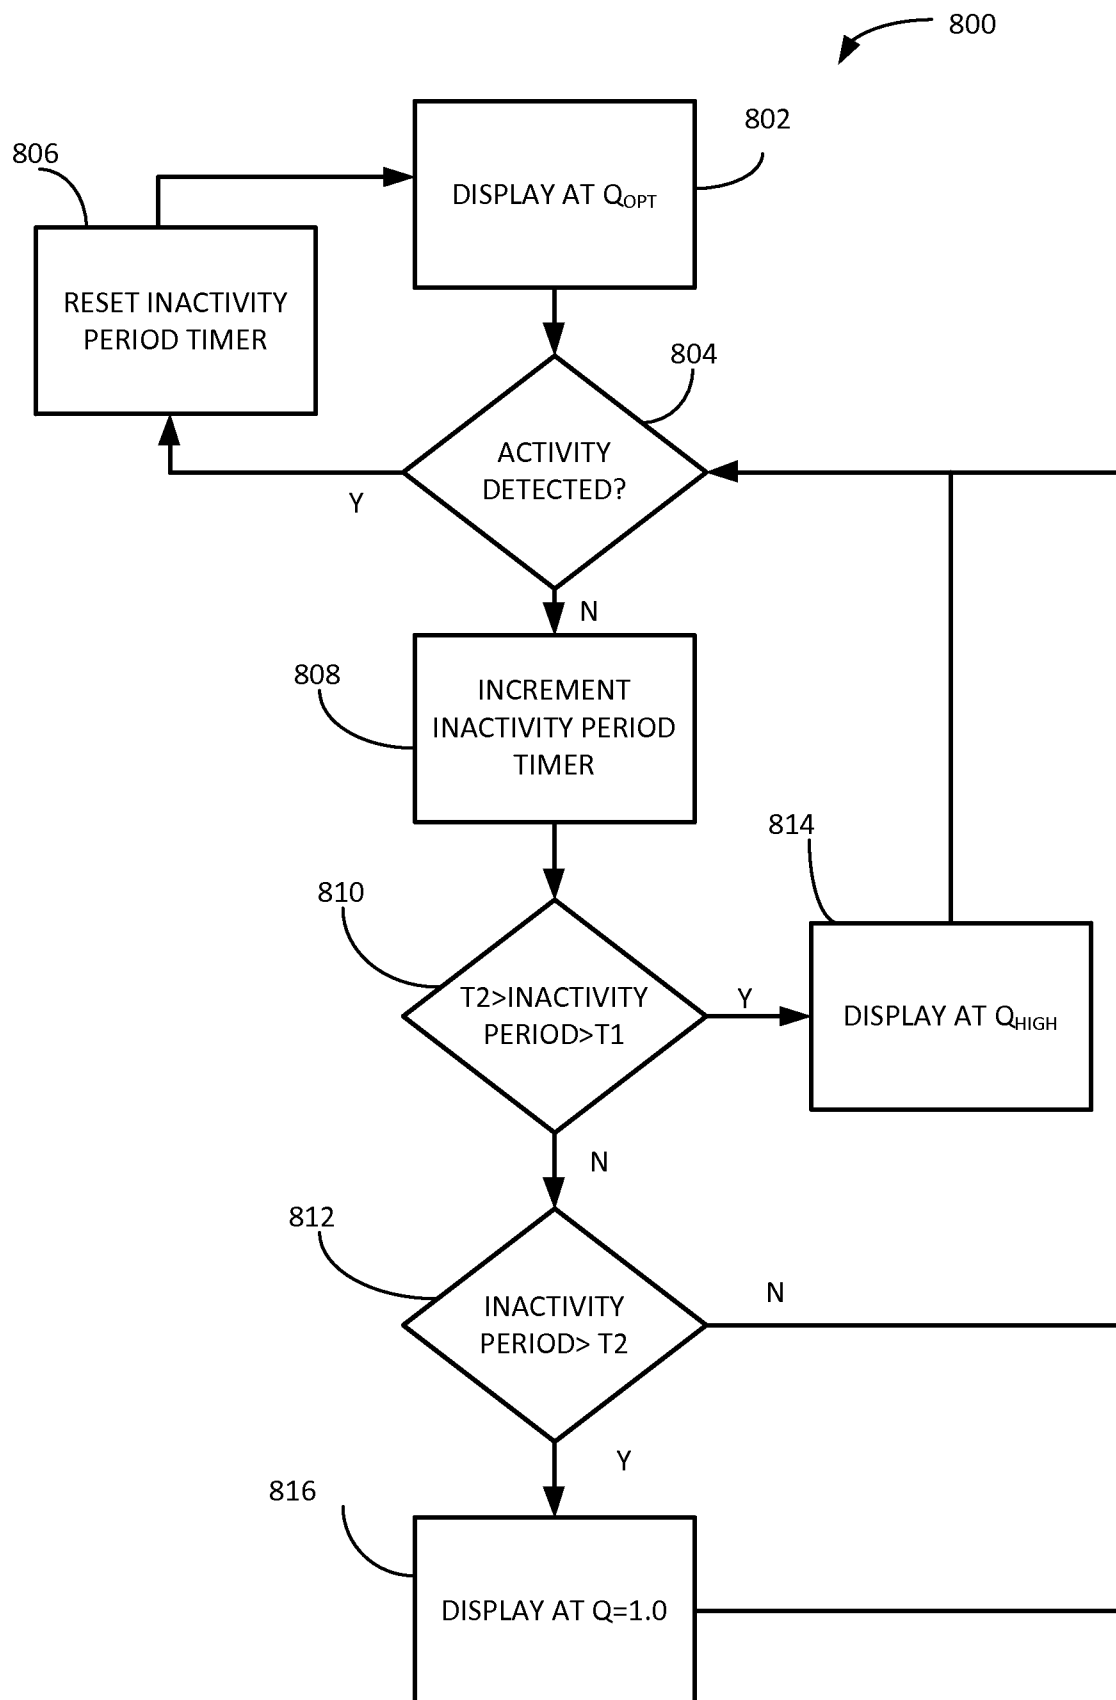 800
802
806
DISPLAY AT QOPT
RESET INACTIVITY
PERIOD TIMER
804
ACTIVITY
DETECTED?
Y
N
808
INCREMENT
INACTIVITY PERIOD
TIMER
814
810
T2>INACTIVITY
PERIOD>T1
Y
DISPLAY AT QHIGH
N
812
INACTIVITY
PERIOD> T2
N
Y
816
DISPLAY AT Q=1.0